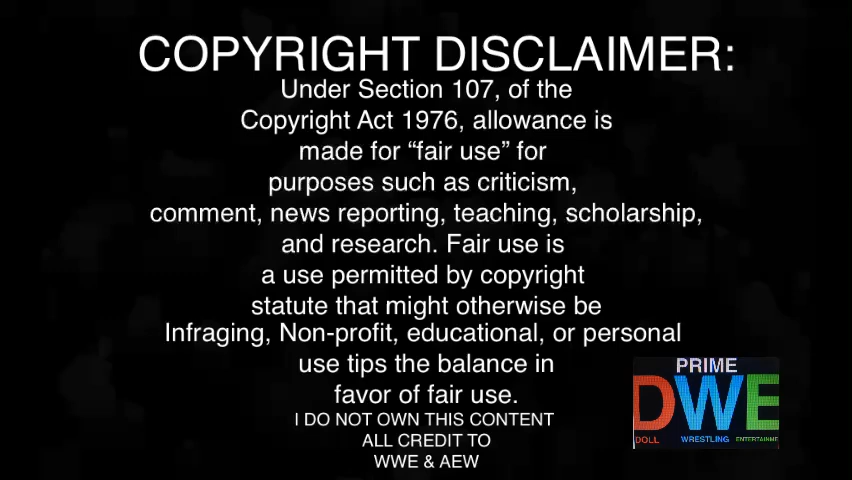 COPYRIGHT DISCLAIMER:
Under Section 107, of the
Copyright Act 1976, allowance is
made for “fair use” for
purposes such as criticism,
comment, news reporting, teaching, scholarship,
and research. Fair use is
a use permitted by copyright
statute that might otherwise be
Infraging, Non-profit, educational, or personal
use tips the balance in
favor of fair use.
I DO NOT OWN THIS CONTENT
ALL CREDIT TO
WWE & AEW
PRIME
DWE
DOLL WRESTLING ENTERTAINME